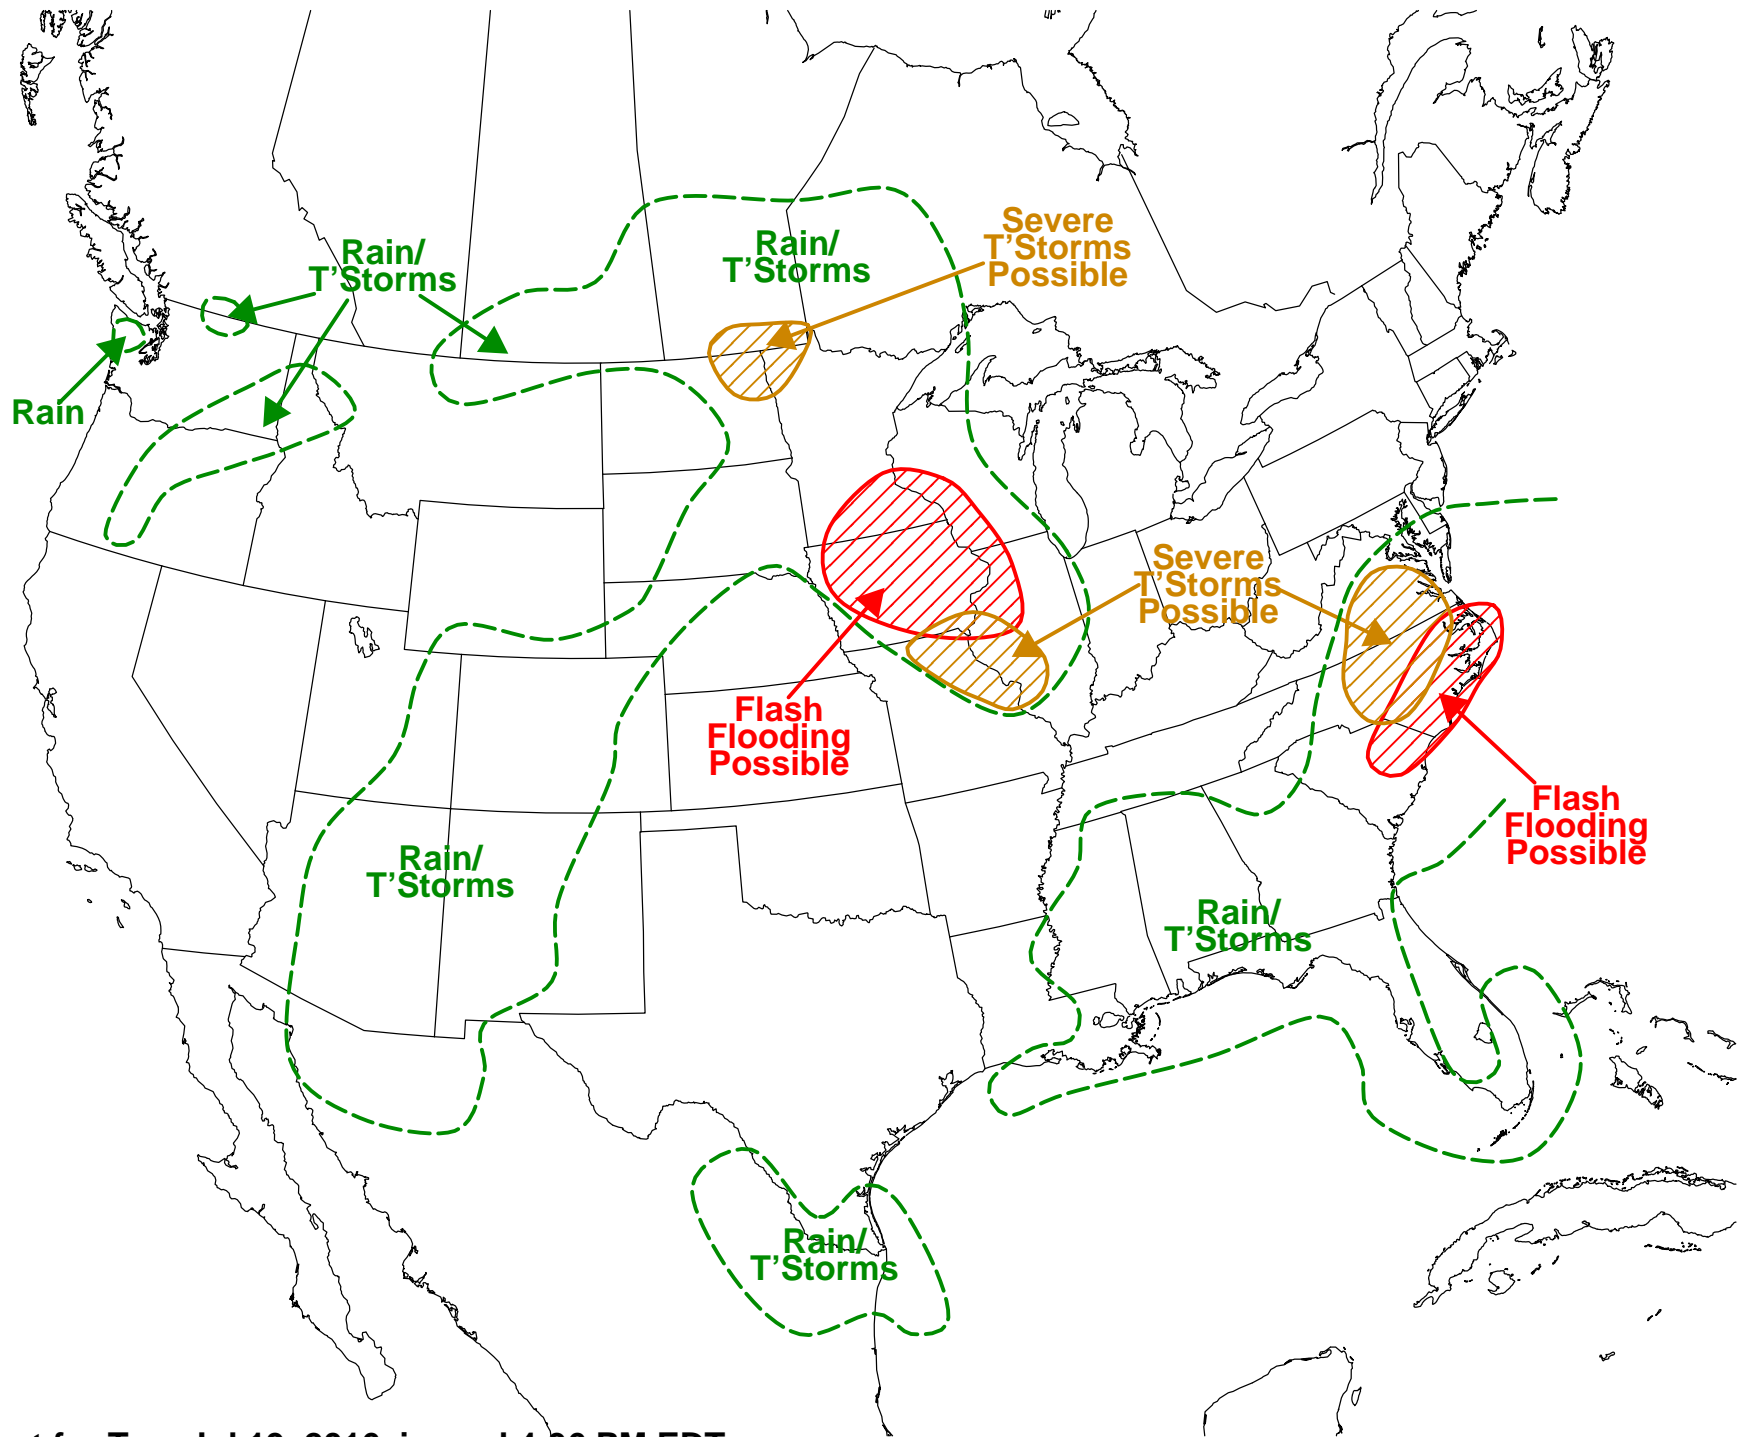 Severe
T'Storms
Possible
Rain/
T'Storms
Rain/
T'Storms
Rain
Severe
T'Storms
Possible
Flash
Flooding
Possible
Flash
Flooding
Possible
Rain/
T'Storms
Rain/
T'Storms
Rain/
T'Storms